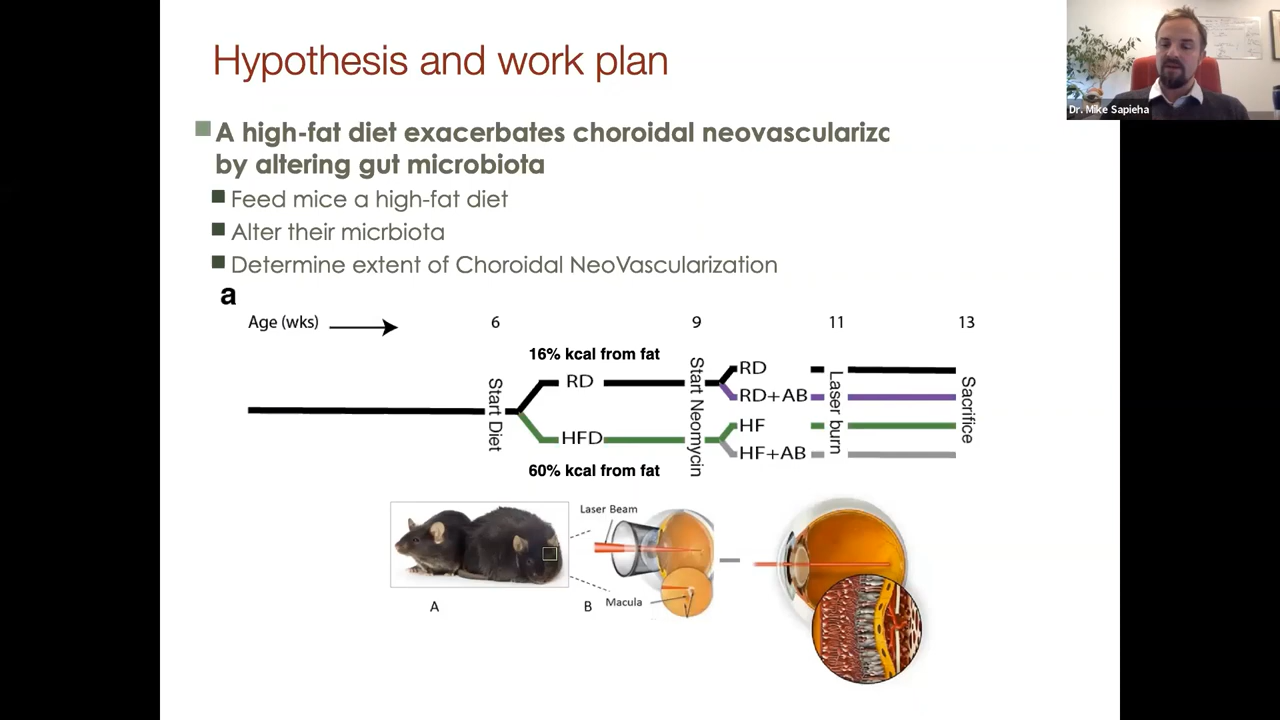 Hypothesis and work plan
Dr. Mike Sapieha
A high-fat diet exacerbates choroidal neovasculariza
by altering gut microbiota
Feed mice a high-fat diet
Alter their micrbiota
Determine extent of Choroidal NeoVascularization
a
Age (wks) 6 9 11 13
16% kcal from fat
Start Diet
RD
HFD
60% kcal from fat
Start Neomycin
RD
RD+AB
HF
HF+AB
Laser burn
Sacrifice
Laser Beam
Macula
A B